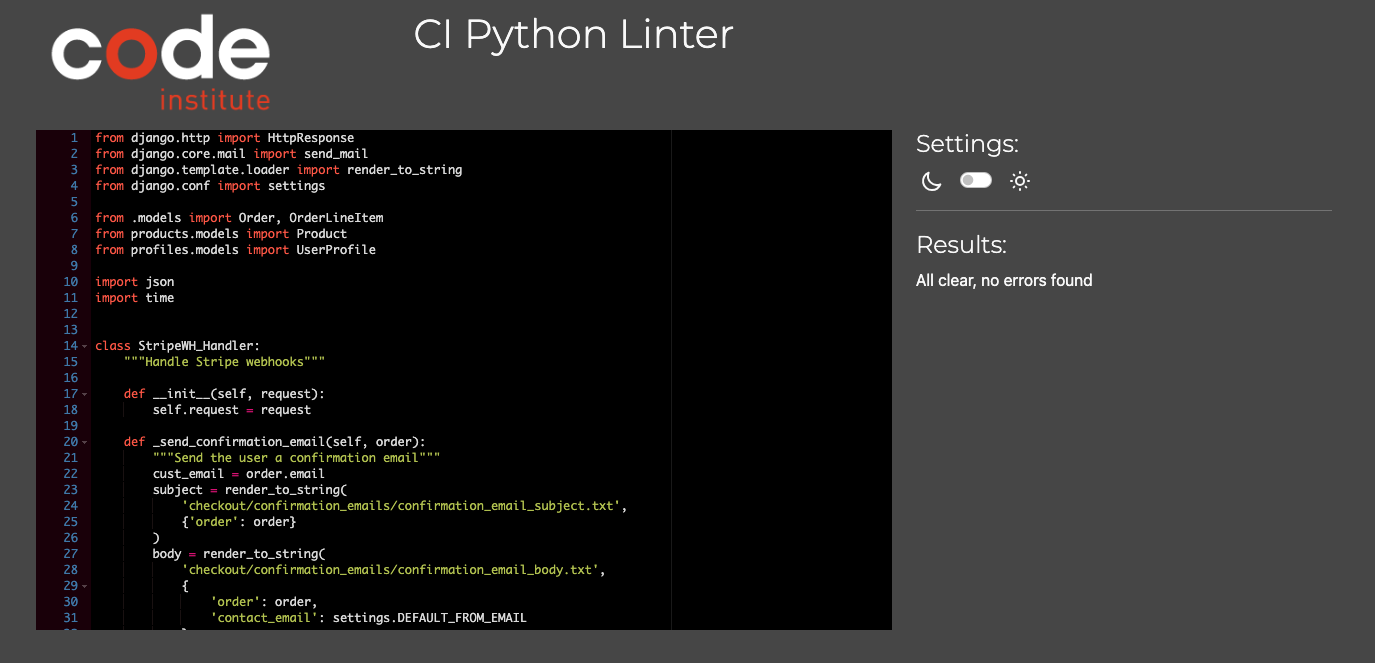 code
institute
CI Python Linter
1 from django.http import HttpResponse
2 from django.core.mail import send_mail
3 from django.template.loader import render_to_string
4 from django.conf import settings
5
6 from .models import Order, OrderLineItem
7 from products.models import Product
8 from profiles.models import UserProfile
9
10 import json
11 import time
12
13
14 class StripeWH_Handler:
15     """Handle Stripe webhooks"""
16
17     def __init__(self, request):
18         self.request = request
19
20     def _send_confirmation_email(self, order):
21         """Send the user a confirmation email"""
22         cust_email = order.email
23         subject = render_to_string(
24             'checkout/confirmation_emails/confirmation_email_subject.txt',
25             {'order': order}
26         )
27         body = render_to_string(
28             'checkout/confirmation_emails/confirmation_email_body.txt',
29             {
30                 'order': order,
31                 'contact_email': settings.DEFAULT_FROM_EMAIL
Settings:
Results:
All clear, no errors found